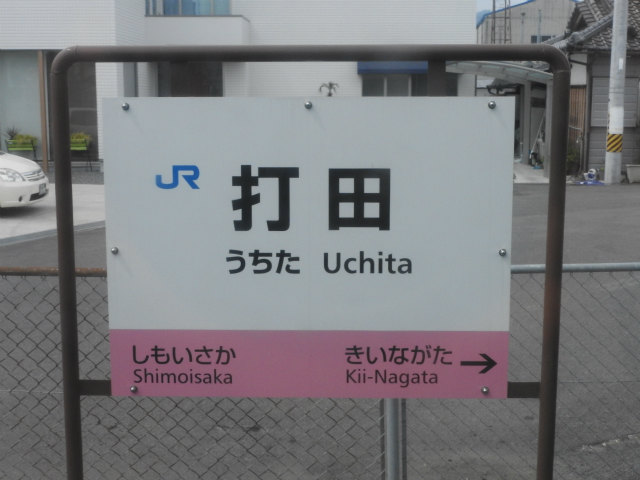 JR 打田
うちた Uchita
しもいさか きいながた →
Shimoisaka Kii-Nagata